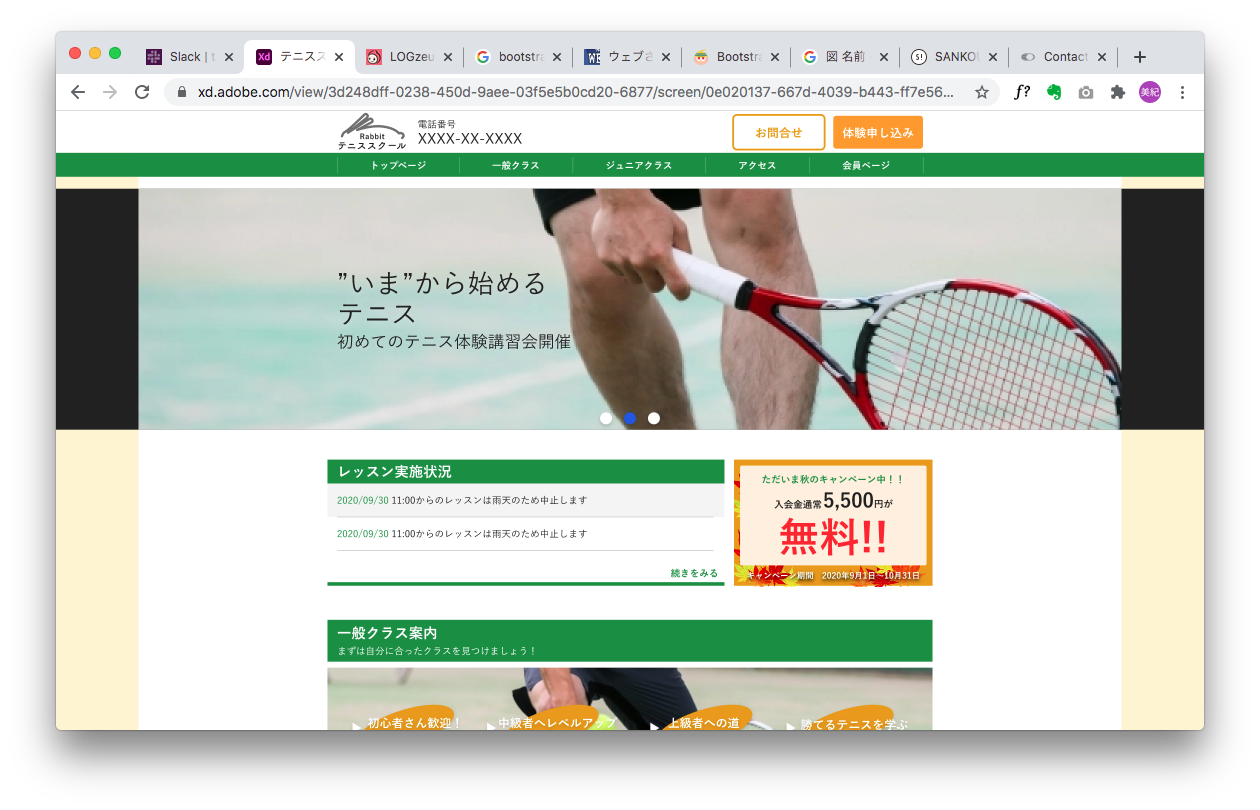 Slack | t
テニスス
LOGzeu
bootstra
ウェブさ
Bootstra
図 名前
SANKO
Contact
xd.adobe.com/view/3d248dff-0238-450d-9aee-03f5e5b0cd20-6877/screen/0e020137-667d-4039-b443-ff7e56...
f?
美紀
Rabbit
テニススクール
電話番号
XXXX-XX-XXXX
お問合せ
体験申し込み
トップページ
一般クラス
ジュニアクラス
アクセス
会員ページ
”いま”から始める
テニス
初めてのテニス体験講習会開催
レッスン実施状況
2020/09/30 11:00からのレッスンは雨天のため中止します
2020/09/30 11:00からのレッスンは雨天のため中止します
続きをみる
ただいま秋のキャンペーン中！！
入会金通常5,500円が
無料!!
キャンペーン期間 2020年9月1日〜10月31日
一般クラス案内
まずは自分に合ったクラスを見つけましょう！
初心者さん歓迎！
中級者へレベルアップ
上級者への道
勝てるテニスを学ぶ